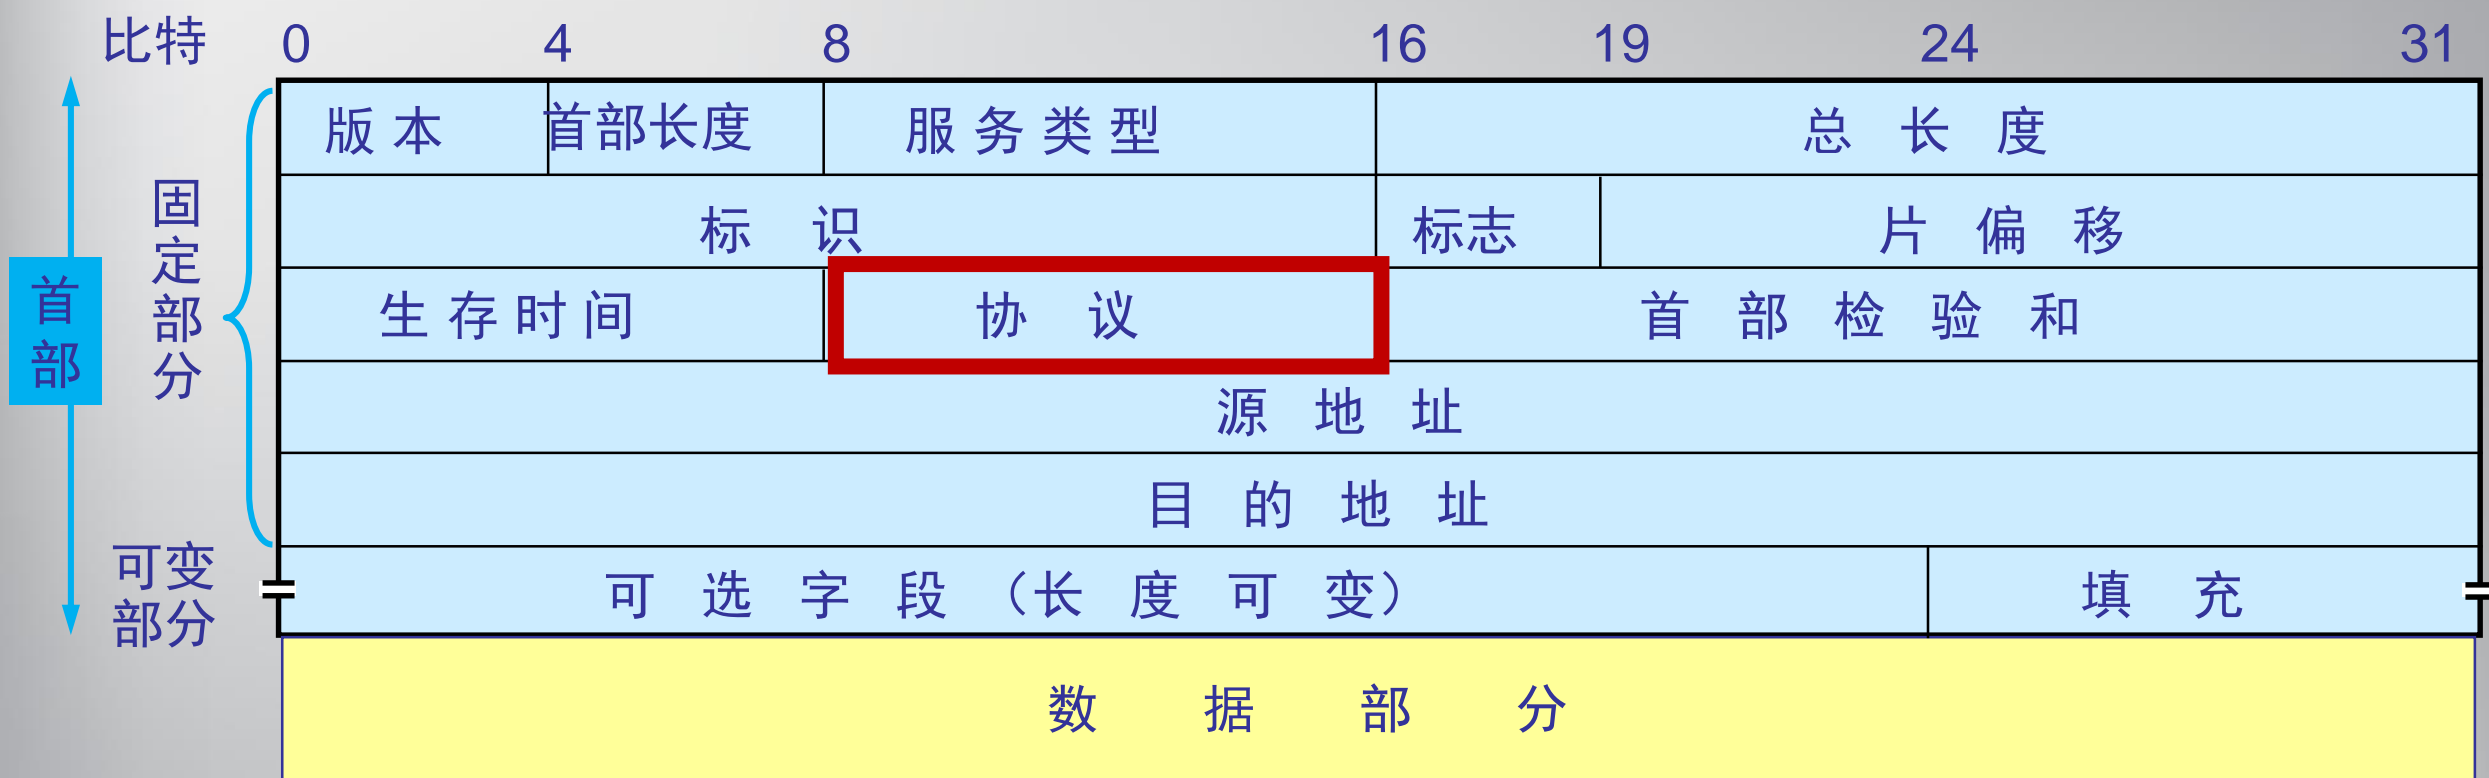 比特 0 4 8 16 19 24 31
版本 首部长度 服务类型 总长度
标识 标志 片偏移
生存时间 协议 首部检验和
源地址
目的地址
可选字段（长度可变） 填充
数据部分
首部
固定部分
可变
部分